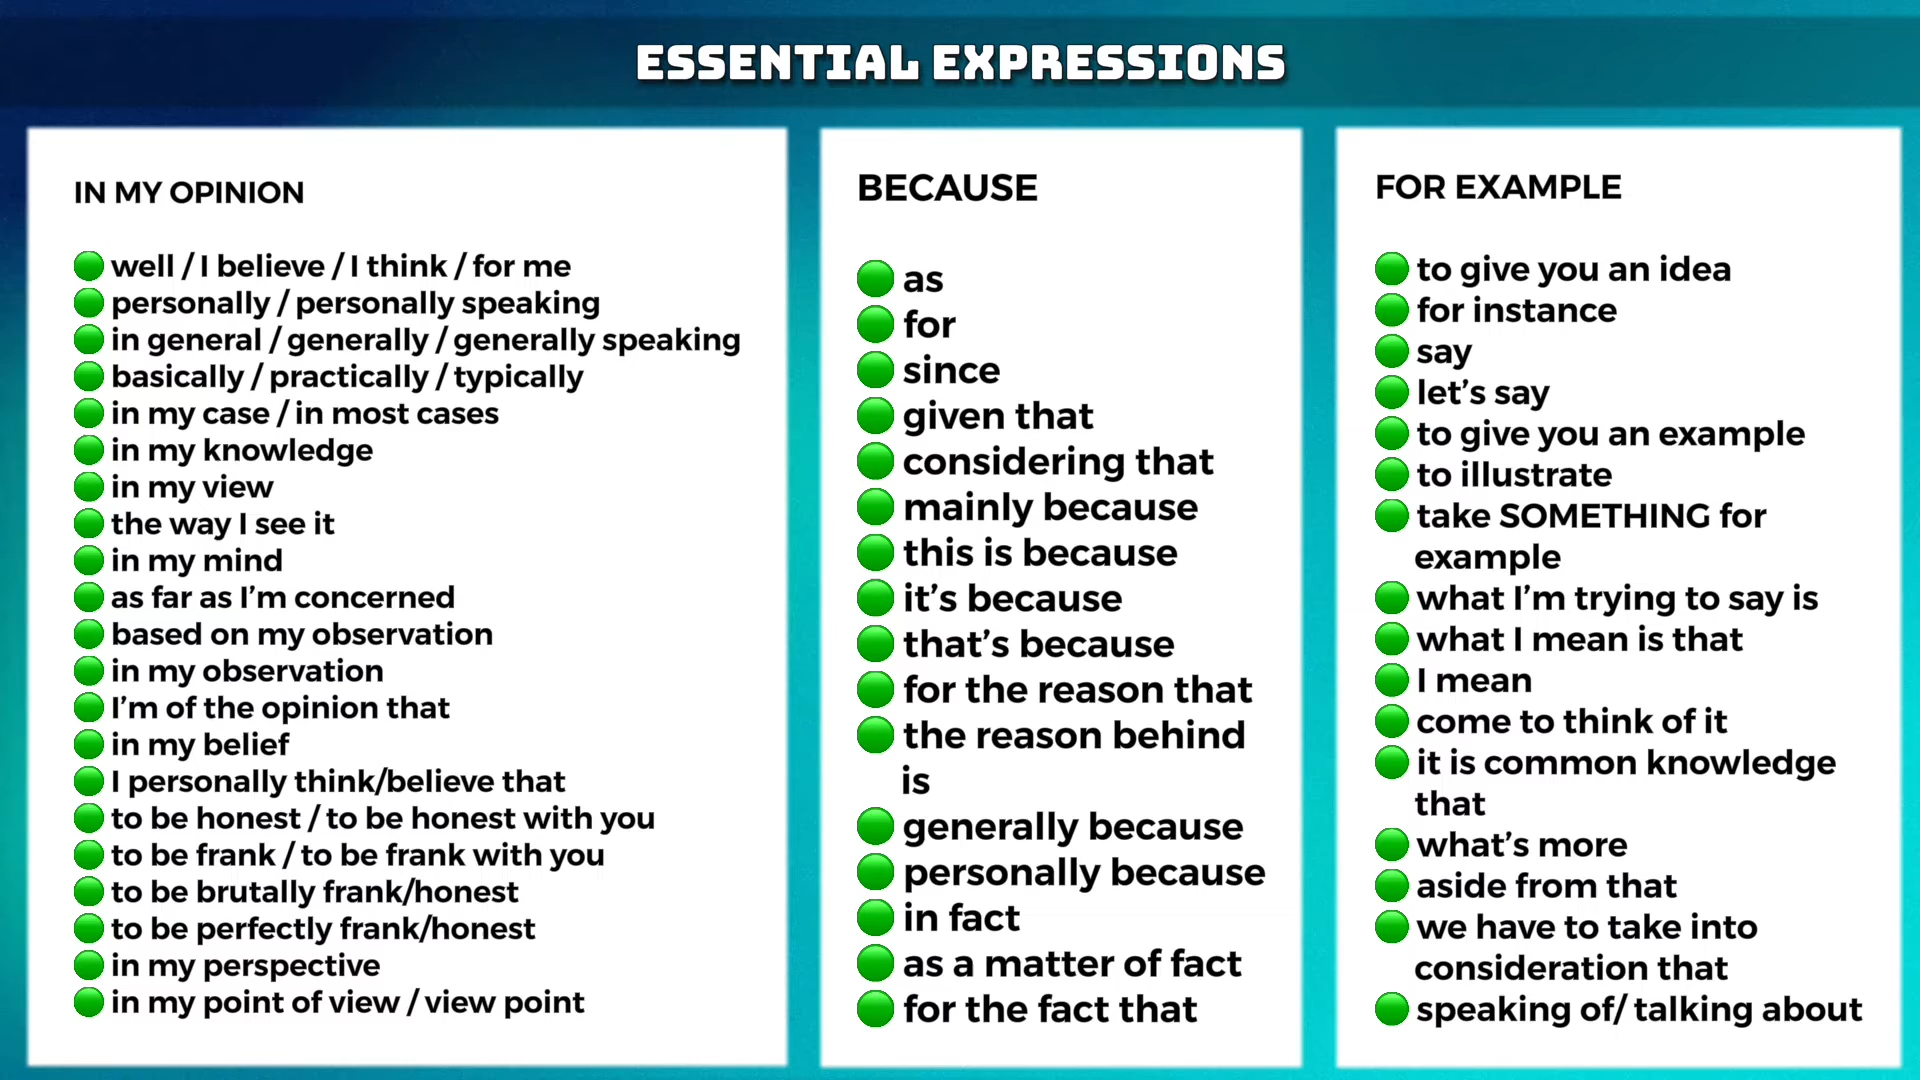 ESSENTIAL EXPRESSIONS
IN MY OPINION
well / I believe / I think / for me
personally / personally speaking
in general / generally / generally speaking
basically / practically / typically
in my case / in most cases
in my knowledge
in my view
the way I see it
in my mind
as far as I’m concerned
based on my observation
in my observation
I’m of the opinion that
in my belief
I personally think/believe that
to be honest / to be honest with you
to be frank / to be frank with you
to be brutally frank/honest
to be perfectly frank/honest
in my perspective
in my point of view / view point
BECAUSE
as
for
since
given that
considering that
mainly because
this is because
it’s because
that’s because
for the reason that
the reason behind
is
generally because
personally because
in fact
as a matter of fact
for the fact that
FOR EXAMPLE
to give you an idea
for instance
say
let’s say
to give you an example
to illustrate
take SOMETHING for
example
what I’m trying to say is
what I mean is that
I mean
come to think of it
it is common knowledge
that
what’s more
aside from that
we have to take into
consideration that
speaking of/ talking about